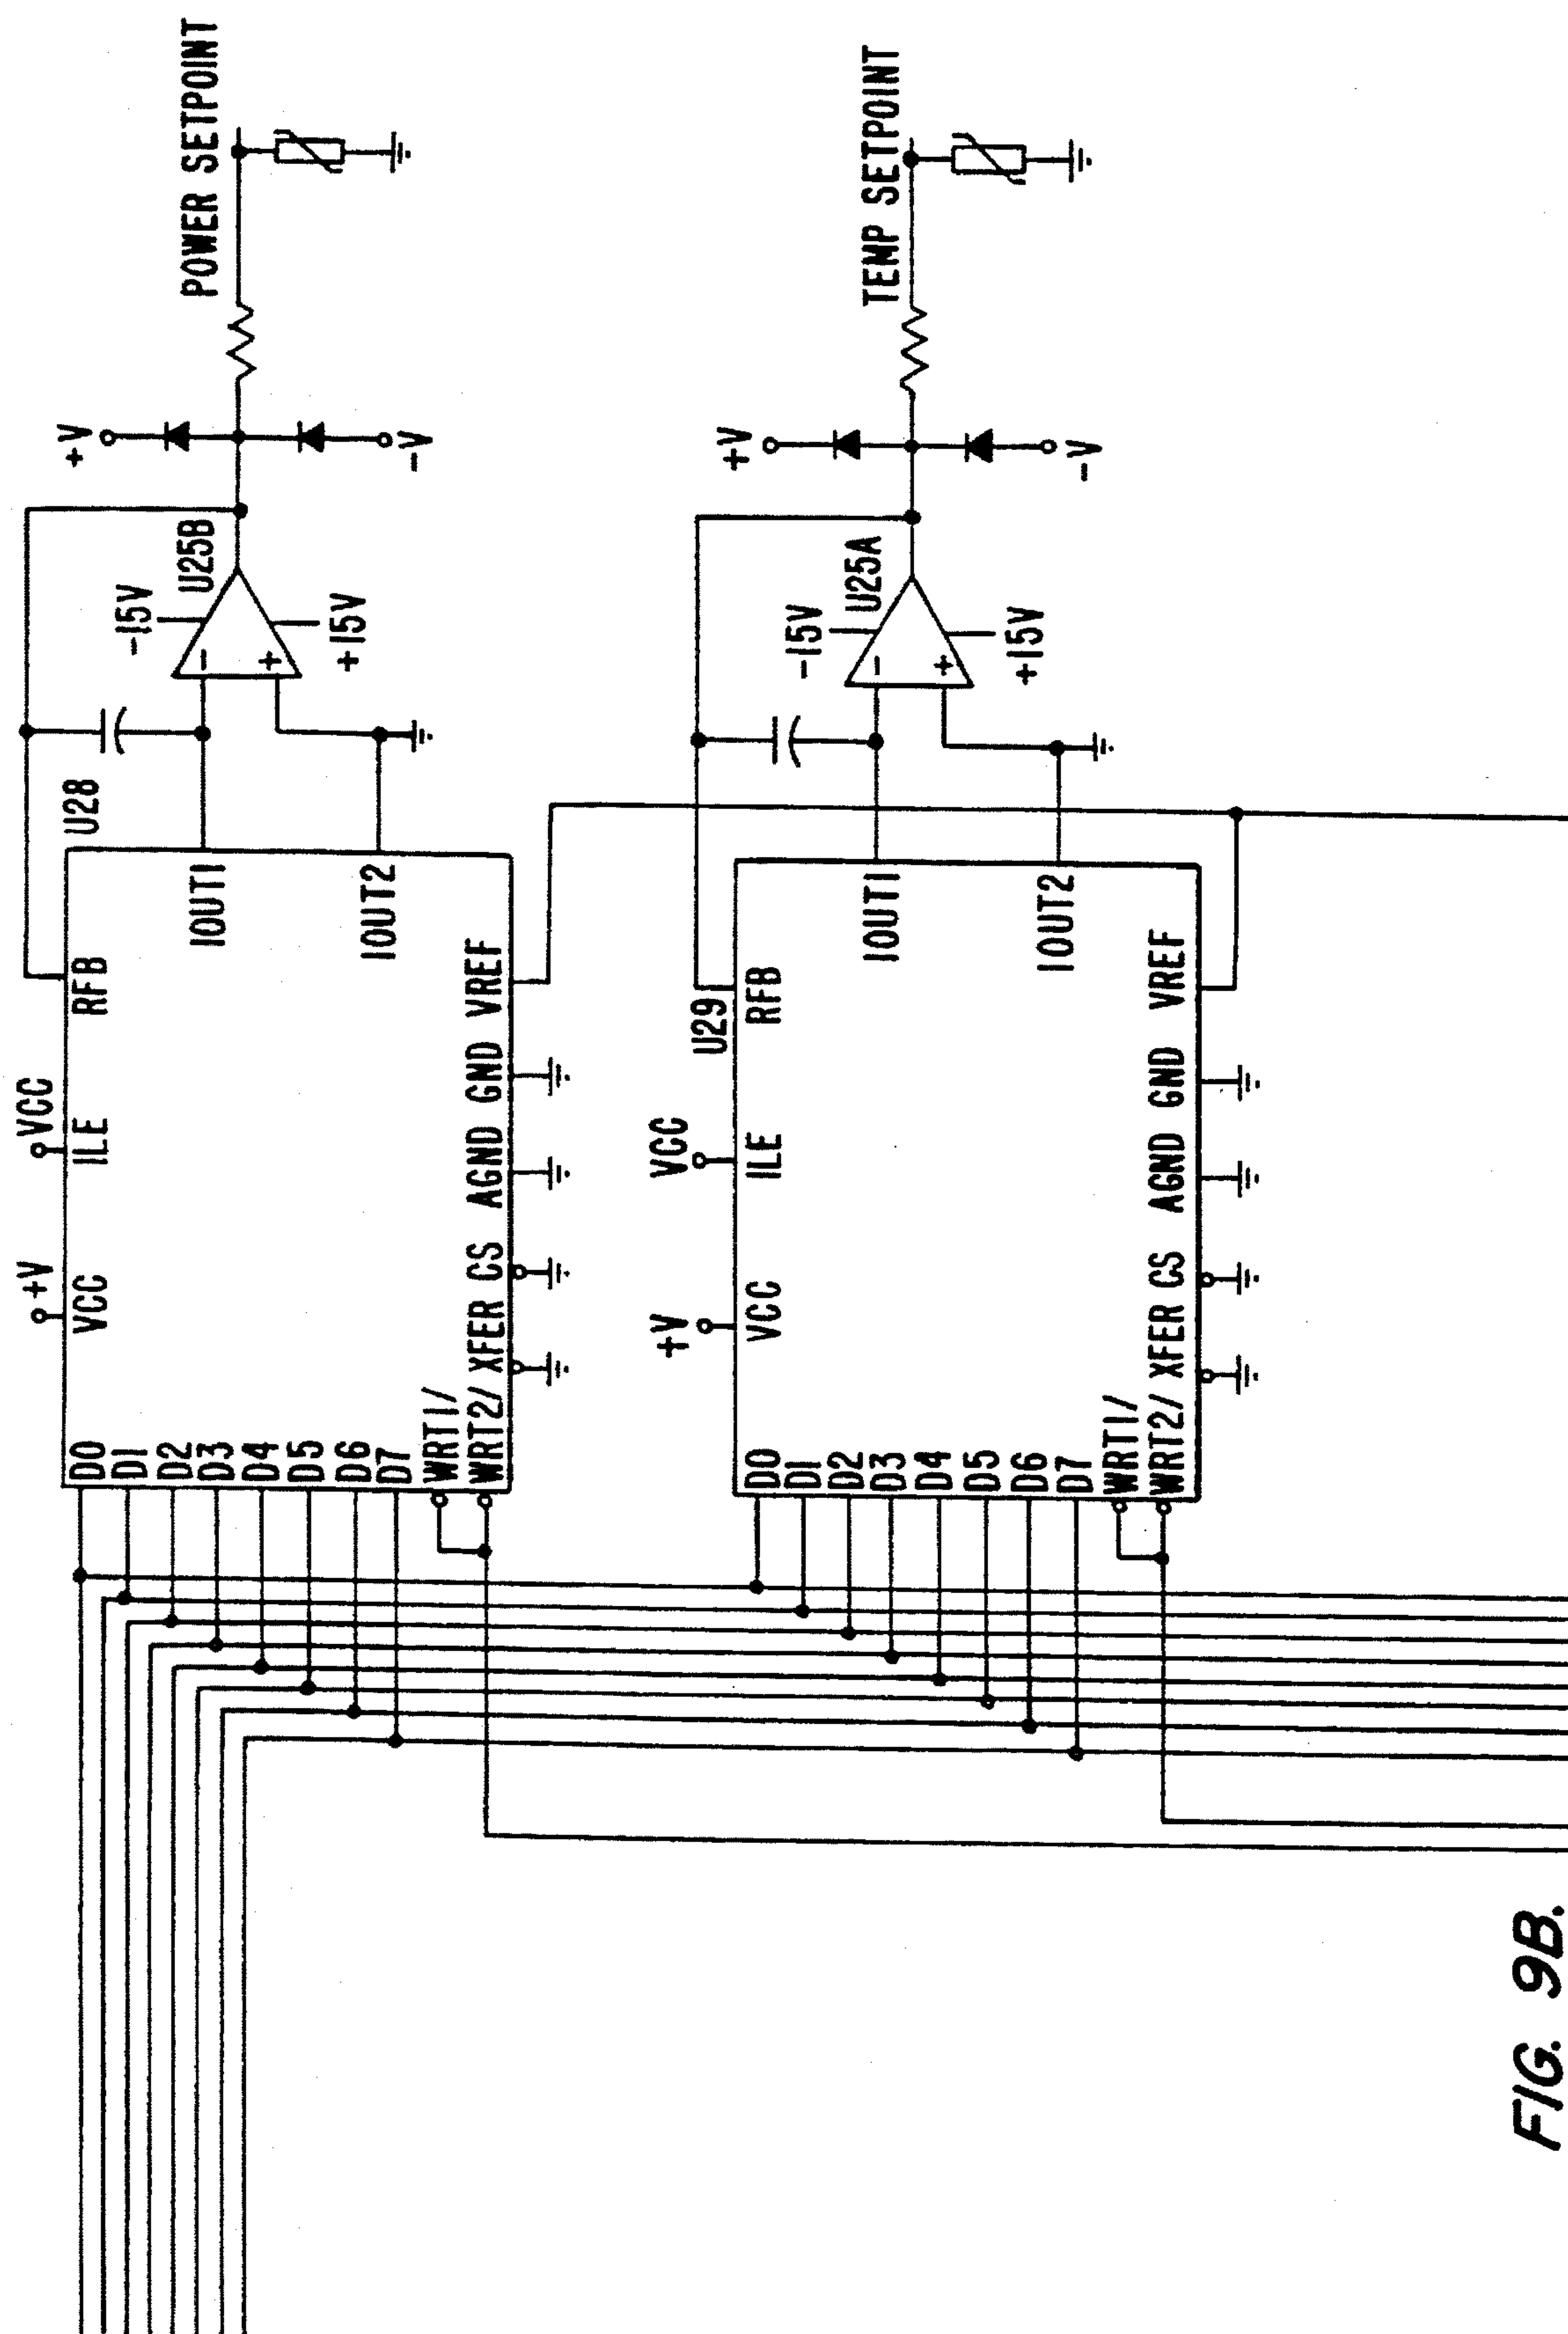 POWER SETPOINT
+V
-V
U25B
-15V
+15V
U28
IOUT1
IOUT2
RFB
VREF
VCC
ILE
GND
AGND
+V
VCC
CS
XFER
D0
D1
D2
D3
D4
D5
D6
D7
WRT1/
WRT2/
TEMP SETPOINT
+V
-V
U25A
-15V
+15V
U29
IOUT1
IOUT2
RFB
VREF
VCC
ILE
GND
AGND
+V
VCC
CS
XFER
D0
D1
D2
D3
D4
D5
D6
D7
WRT1/
WRT2/
FIG. 9B.